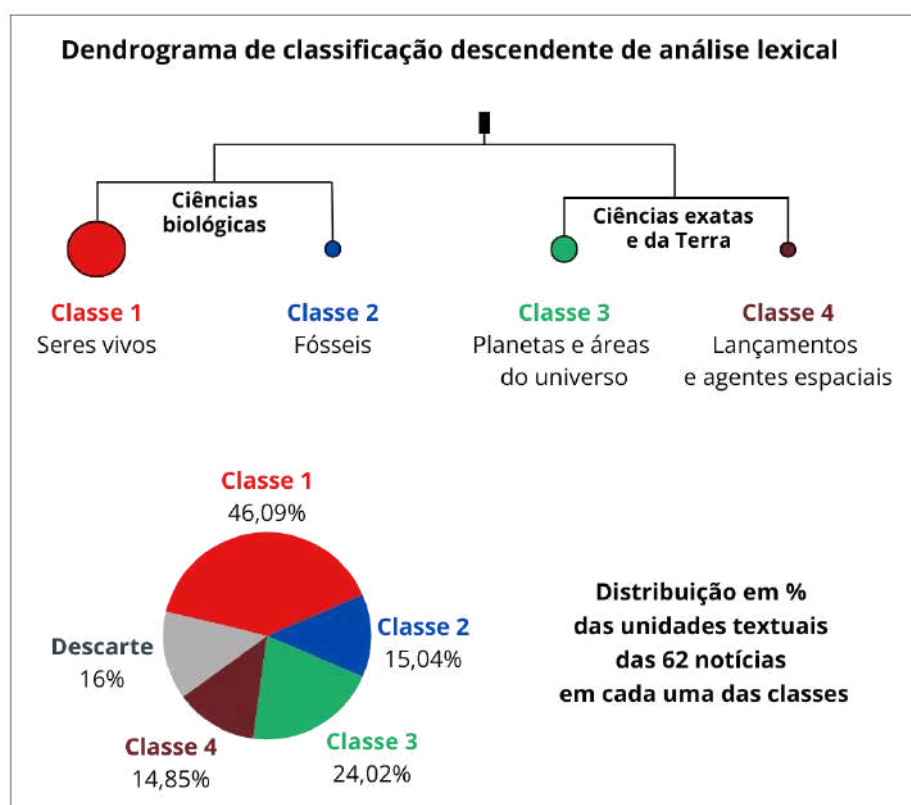 Dendrograma de classificação descendente de análise lexical
Ciências
biológicas
Ciências exatas
e da Terra
Classe 1
Seres vivos
Classe 2
Fósseis
Classe 3
Planetas e áreas
do universo
Classe 4
Lançamentos
e agentes espaciais
Classe 1
46,09%
Classe 2
15,04%
Classe 3
24,02%
Classe 4
14,85%
Descarte
16%
Distribuição em %
das unidades textuais
das 62 notícias
em cada uma das classes